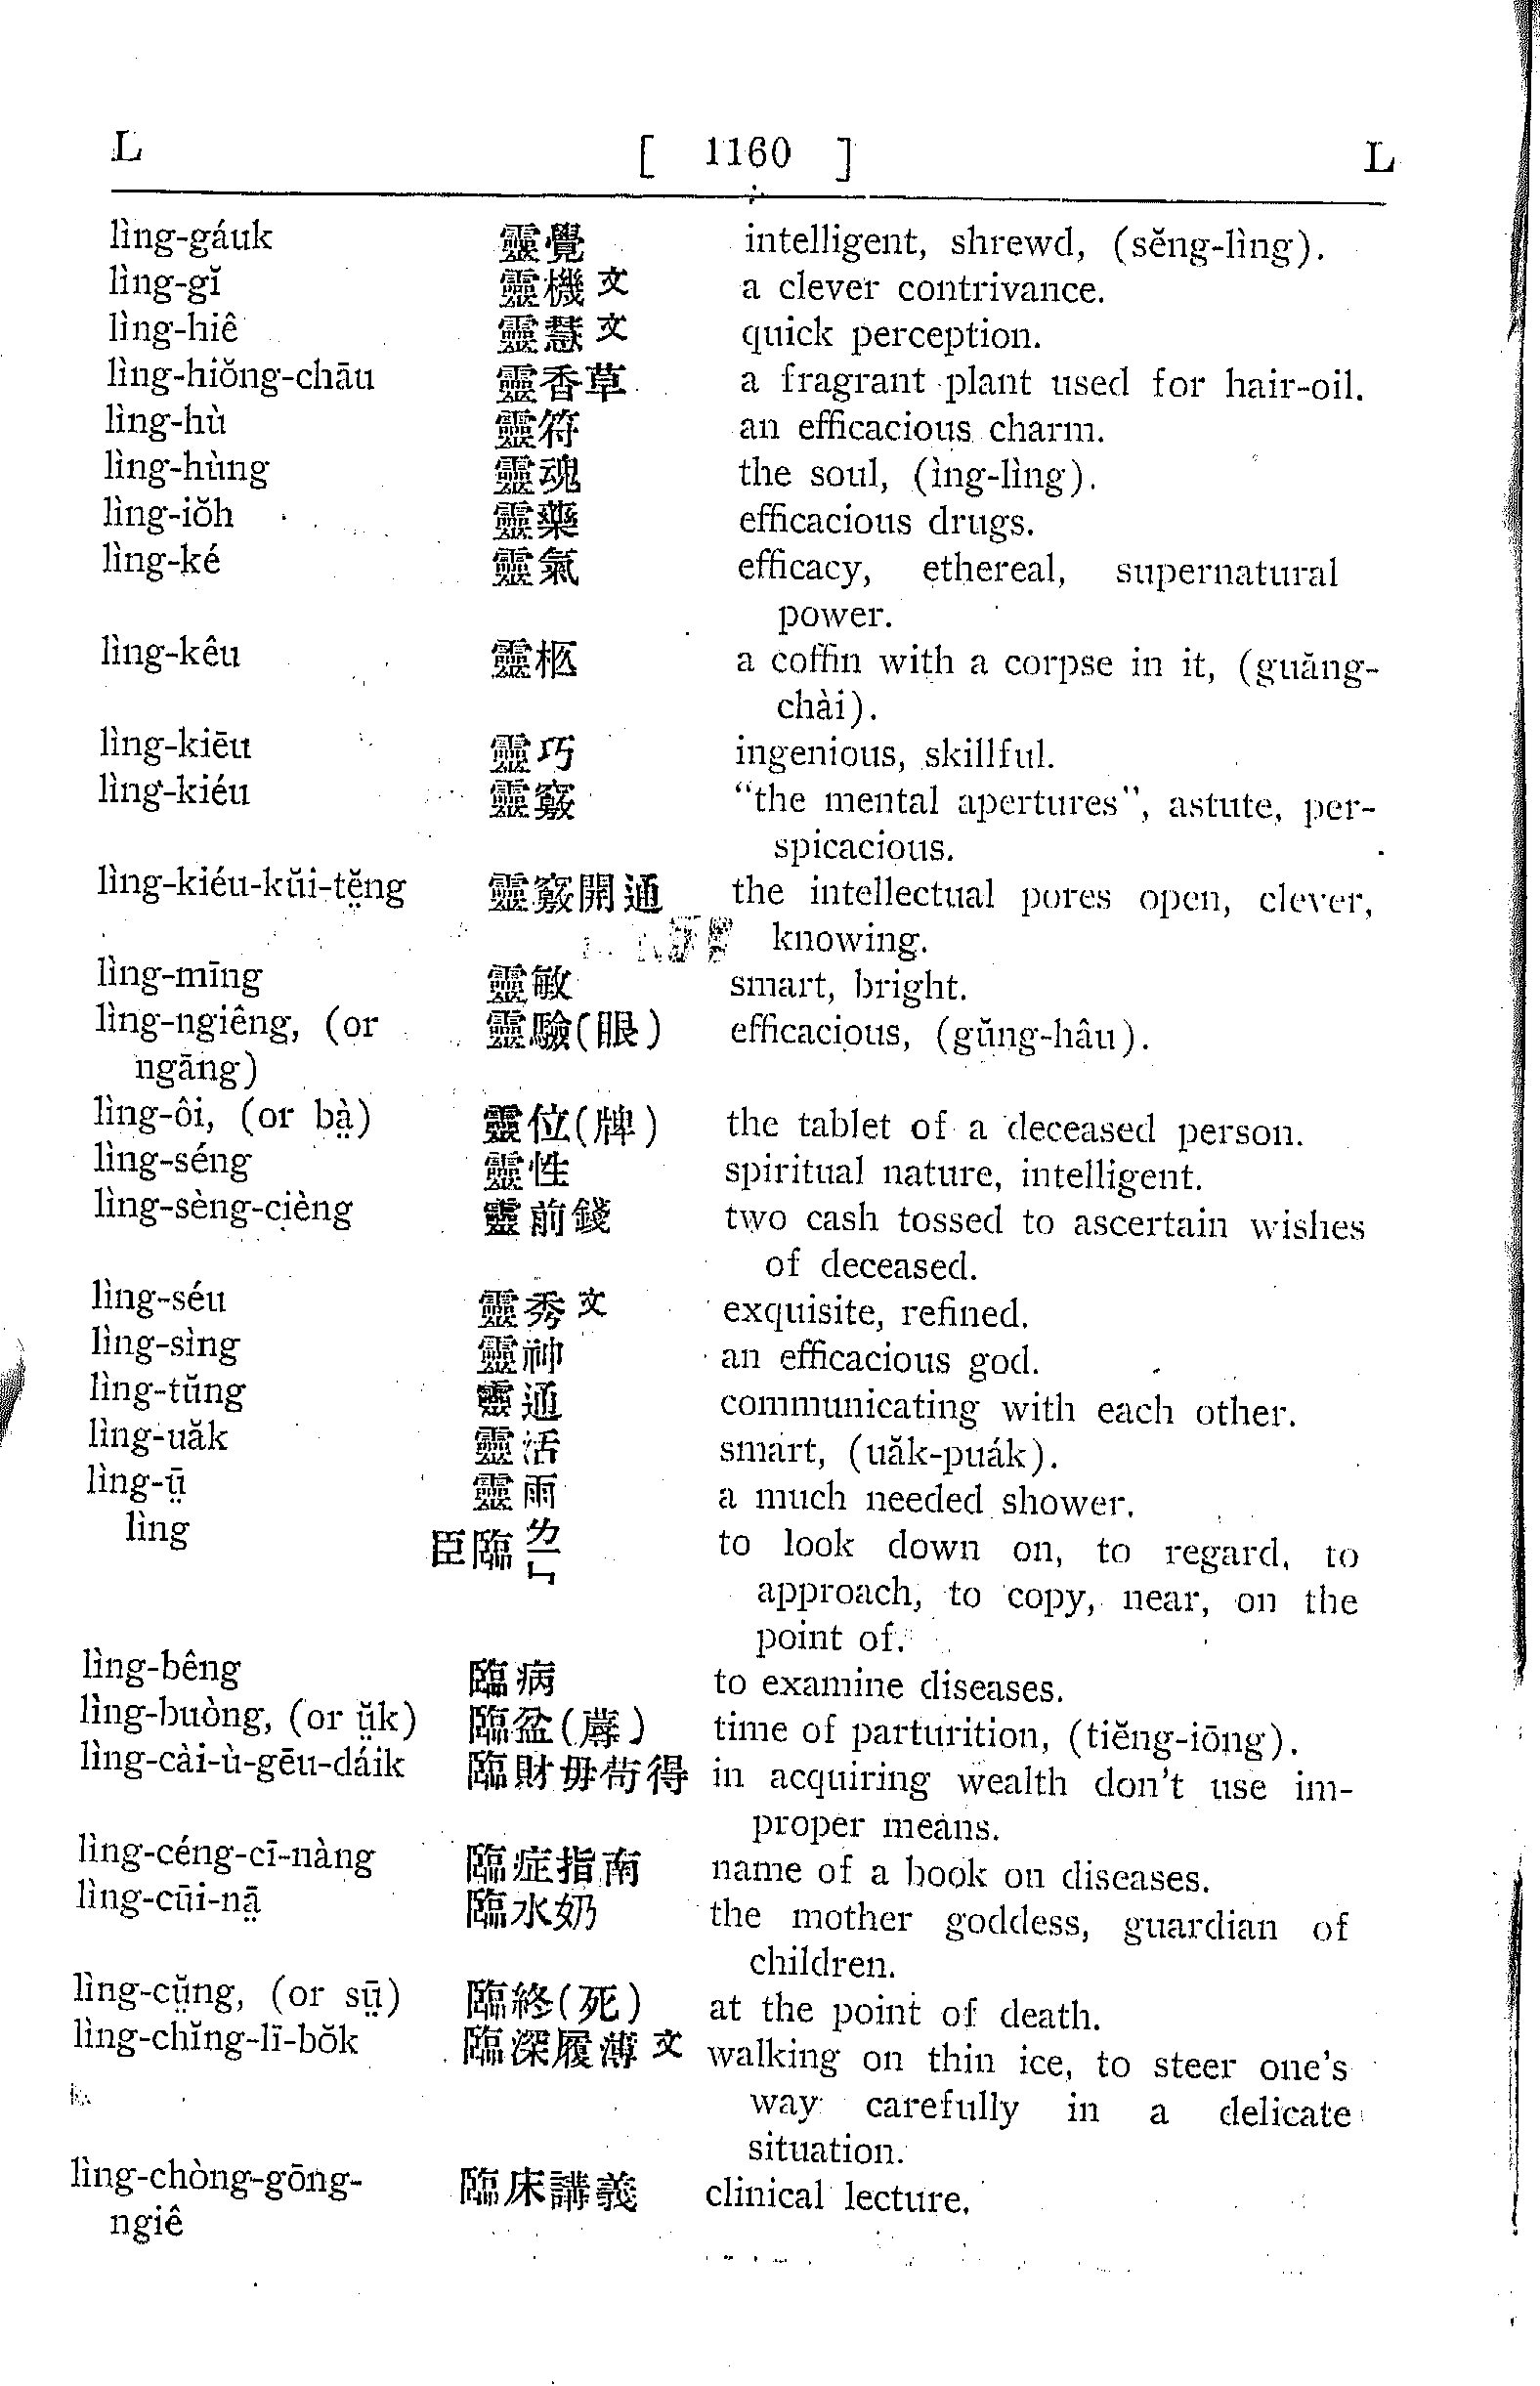 L [ 1160 ] L
lìng-gáuk 靈覺 intelligent, shrewd, (sĕng-lìng).
lìng-gĭ 靈機文 a clever contrivance.
lìng-hiê 靈慧文 quick perception.
lìng-hiŏng-chāu 靈香草 a fragrant plant used for hair-oil.
lìng-hù 靈符 an efficacious charm.
lìng-hùng 靈魂 the soul, (ìng-lìng).
lìng-iŏh 靈藥 efficacious drugs.
lìng-ké 靈氣 efficacy, ethereal, supernatural
power.
lìng-kêu 靈柩 a coffin with a corpse in it, (guăng-
chài).
lìng-kiēu 靈巧 ingenious, skillful.
lìng-kiéu 靈竅 “the mental apertures”, astute, per-
spicacious.
lìng-kiéu-kŭi-tĕ̤ng 靈竅開通 the intellectual pores open, clever,
knowing.
lìng-mīng 靈敏 smart, bright.
lìng-ngiêng, (or 靈驗(眼) efficacious, (gŭng-hâu).
ngāng)
lìng-ôi, (or bà̤) 靈位(牌) the tablet of a deceased person.
lìng-séng 靈性 spiritual nature, intelligent.
lìng-sèng-cièng 靈前錢 two cash tossed to ascertain wishes
of deceased.
lìng-séu 靈秀文 exquisite, refined.
lìng-sìng 靈神 an efficacious god.
lìng-tŭng 靈通 communicating with each other.
lìng-uăk 靈活 smart, (uăk-puák).
lìng-ṳ̄ 靈雨 a much needed shower.
lìng 臣臨ㄌㄧㄣ to look down on, to regard, to
approach, to copy, near, on the
point of.
lìng-bêng 臨病 to examine diseases.
lìng-buòng, (or ṳ̆k) 臨盆(蓐) time of parturition, (tiĕng-iōng).
lìng-cài-ù-gēu-dáik 臨財毋苟得 in acquiring wealth don't use im-
proper means.
lìng-céng-cī-nàng 臨症指南 name of a book on diseases.
lìng-cūi-nā̤ 臨水奶 the mother goddess, guardian of
children.
lìng-cṳ̆ng, (or sṳ̄) 臨終(死) at the point of death.
lìng-chĭng-lī-bŏk 臨深履薄文 walking on thin ice, to steer one's
way carefully in a delicate
situation.
lìng-chòng-gōng- 臨床講義 clinical lecture.
ngiê